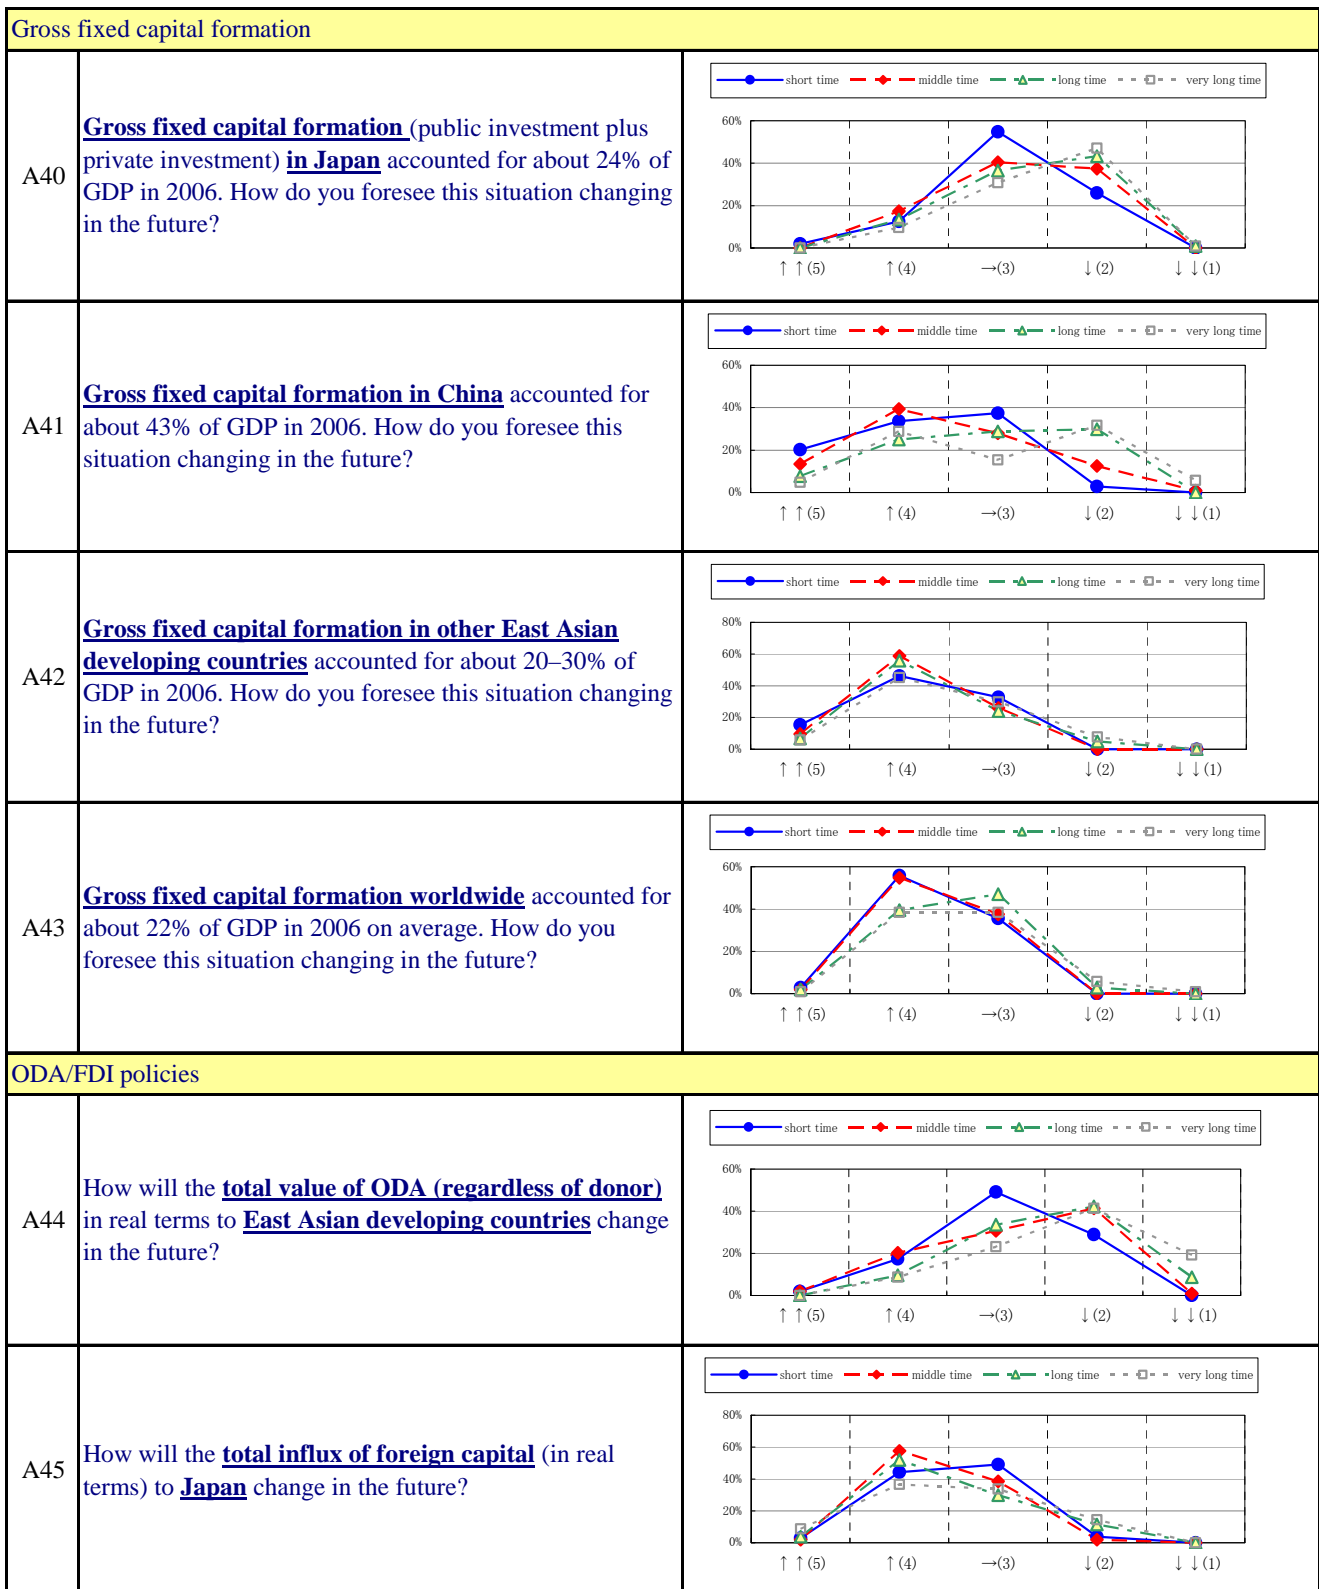 Gross fixed capital formation
short time middle time long time very long time
A40
Gross fixed capital formation (public investment plus
private investment) in Japan accounted for about 24% of
GDP in 2006. How do you foresee this situation changing
in the future?
60%
40%
20%
0%
↑ ↑(5) ↑(4) →(3) ↓(2) ↓ ↓(1)
short time middle time long time very long time
A41
Gross fixed capital formation in China accounted for
about 43% of GDP in 2006. How do you foresee this
situation changing in the future?
60%
40%
20%
0%
↑ ↑(5) ↑(4) →(3) ↓(2) ↓ ↓(1)
short time middle time long time very long time
A42
Gross fixed capital formation in other East Asian
developing countries accounted for about 20–30% of
GDP in 2006. How do you foresee this situation changing
in the future?
80%
60%
40%
20%
0%
↑ ↑(5) ↑(4) →(3) ↓(2) ↓ ↓(1)
short time middle time long time very long time
A43
Gross fixed capital formation worldwide accounted for
about 22% of GDP in 2006 on average. How do you
foresee this situation changing in the future?
60%
40%
20%
0%
↑ ↑(5) ↑(4) →(3) ↓(2) ↓ ↓(1)
ODA/FDI policies
short time middle time long time very long time
A44
How will the total value of ODA (regardless of donor)
in real terms to East Asian developing countries change
in the future?
60%
40%
20%
0%
↑ ↑(5) ↑(4) →(3) ↓(2) ↓ ↓(1)
short time middle time long time very long time
A45
How will the total influx of foreign capital (in real
terms) to Japan change in the future?
80%
60%
40%
20%
0%
↑ ↑(5) ↑(4) →(3) ↓(2) ↓ ↓(1)